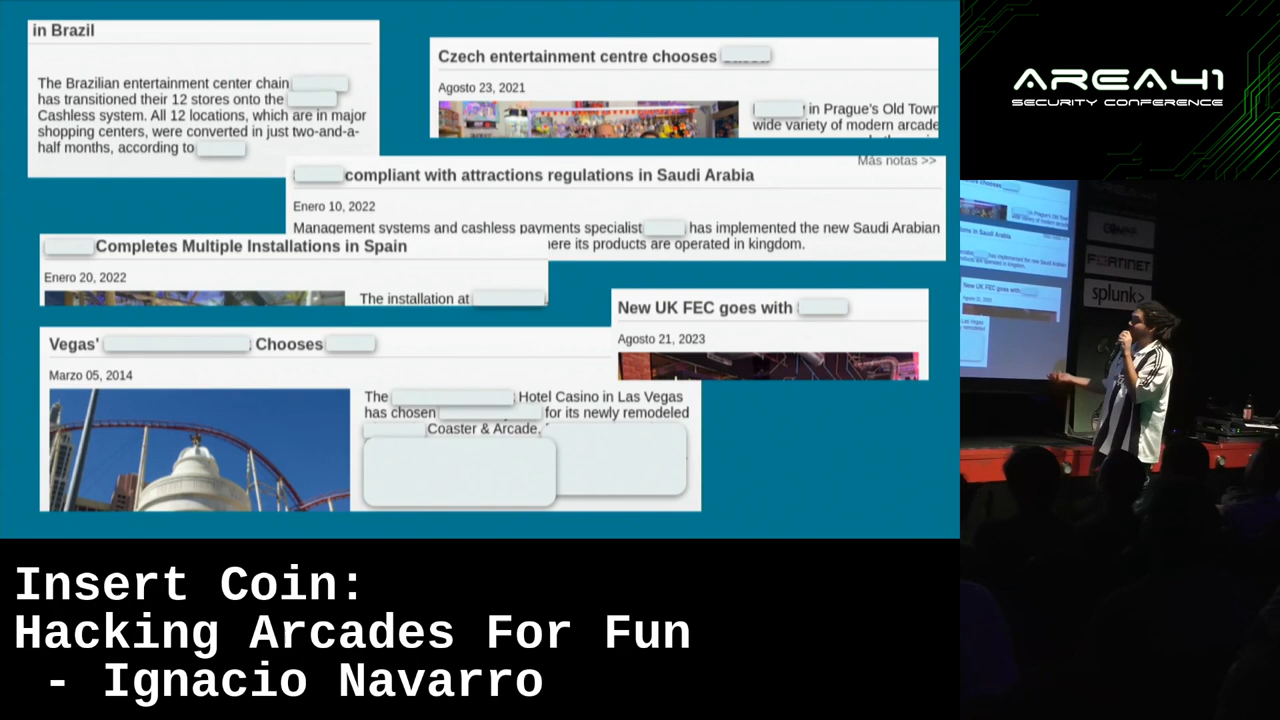 in Brazil
The Brazilian entertainment center chain
has transitioned their 12 stores onto the
Cashless system. All 12 locations, which are in major
shopping centers, were converted in just two-and-a-
half months, according to
Czech entertainment centre chooses
Agosto 23, 2021
in Prague's Old Town
wide variety of modern arcade
Más notas >>
compliant with attractions regulations in Saudi Arabia
Enero 10, 2022
Management systems and cashless payments specialist has implemented the new Saudi Arabian
here its products are operated in kingdom.
Completes Multiple Installations in Spain
Enero 20, 2022
The installation at
New UK FEC goes with
Agosto 21, 2023
Vegas' Chooses
Marzo 05, 2014
The Hotel Casino in Las Vegas
has chosen for its newly remodeled
Coaster & Arcade.
AREA41
SECURITY CONFERENCE
FORTINET
splunk>
New UK FEC goes with
Insert Coin:
Hacking Arcades For Fun
- Ignacio Navarro